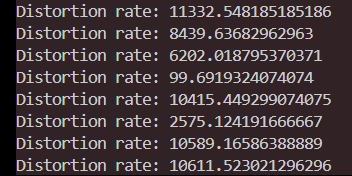 Distortion rate: 11332.548185185186
Distortion rate: 8439.63682962963
Distortion rate: 6202.018795370371
Distortion rate: 99.6919324074074
Distortion rate: 10415.449299074075
Distortion rate: 2575.124191666667
Distortion rate: 10589.16586388889
Distortion rate: 10611.523021296296